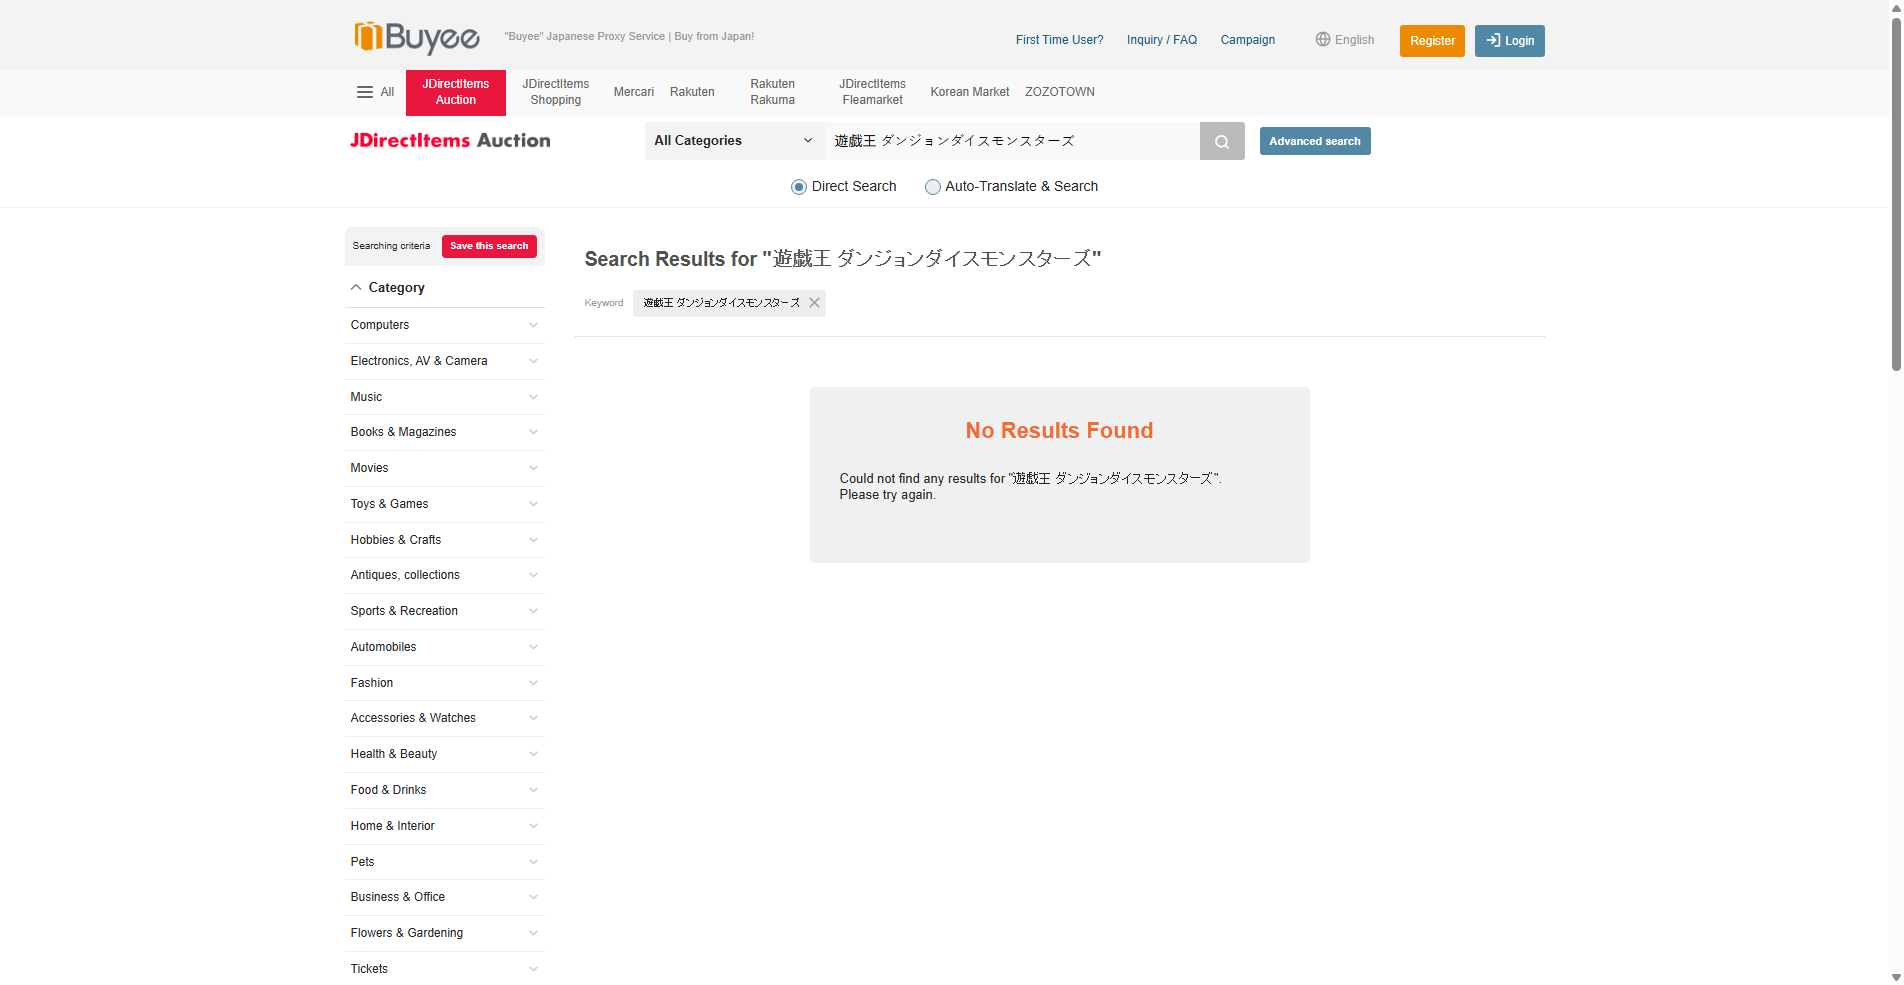 Buyee
"Buyee" Japanese Proxy Service | Buy from Japan!
First Time User?
Inquiry / FAQ
Campaign
English
Register
Login
All
JDirectItems
Auction
JDirectItems
Shopping
Mercari
Rakuten
Rakuten
Rakuma
JDirectItems
Fleamarket
Korean Market
ZOZOTOWN
JDirectItems Auction
All Categories
遊戯王 ダンジョンダイスモンスターズ
Advanced search
Direct Search
Auto-Translate & Search
Searching criteria
Save this search
Category
Computers
Electronics, AV & Camera
Music
Books & Magazines
Movies
Toys & Games
Hobbies & Crafts
Antiques, collections
Sports & Recreation
Automobiles
Fashion
Accessories & Watches
Health & Beauty
Food & Drinks
Home & Interior
Pets
Business & Office
Flowers & Gardening
Tickets
Search Results for "遊戯王 ダンジョンダイスモンスターズ"
Keyword
遊戯王 ダンジョンダイスモンスターズ
No Results Found
Could not find any results for "遊戯王 ダンジョンダイスモンスターズ".
Please try again.